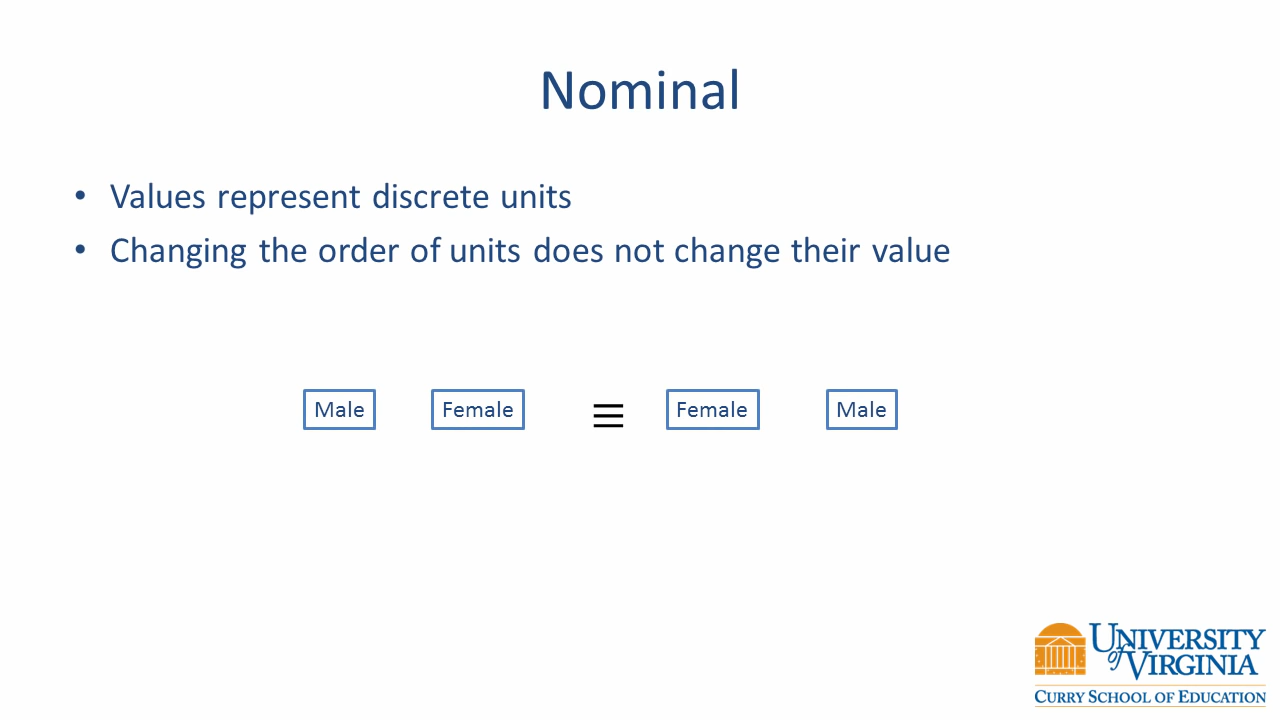 Nominal
• Values represent discrete units
• Changing the order of units does not change their value
Male Female ≡ Female Male
UNIVERSITY
of VIRGINIA
CURRY SCHOOL OF EDUCATION